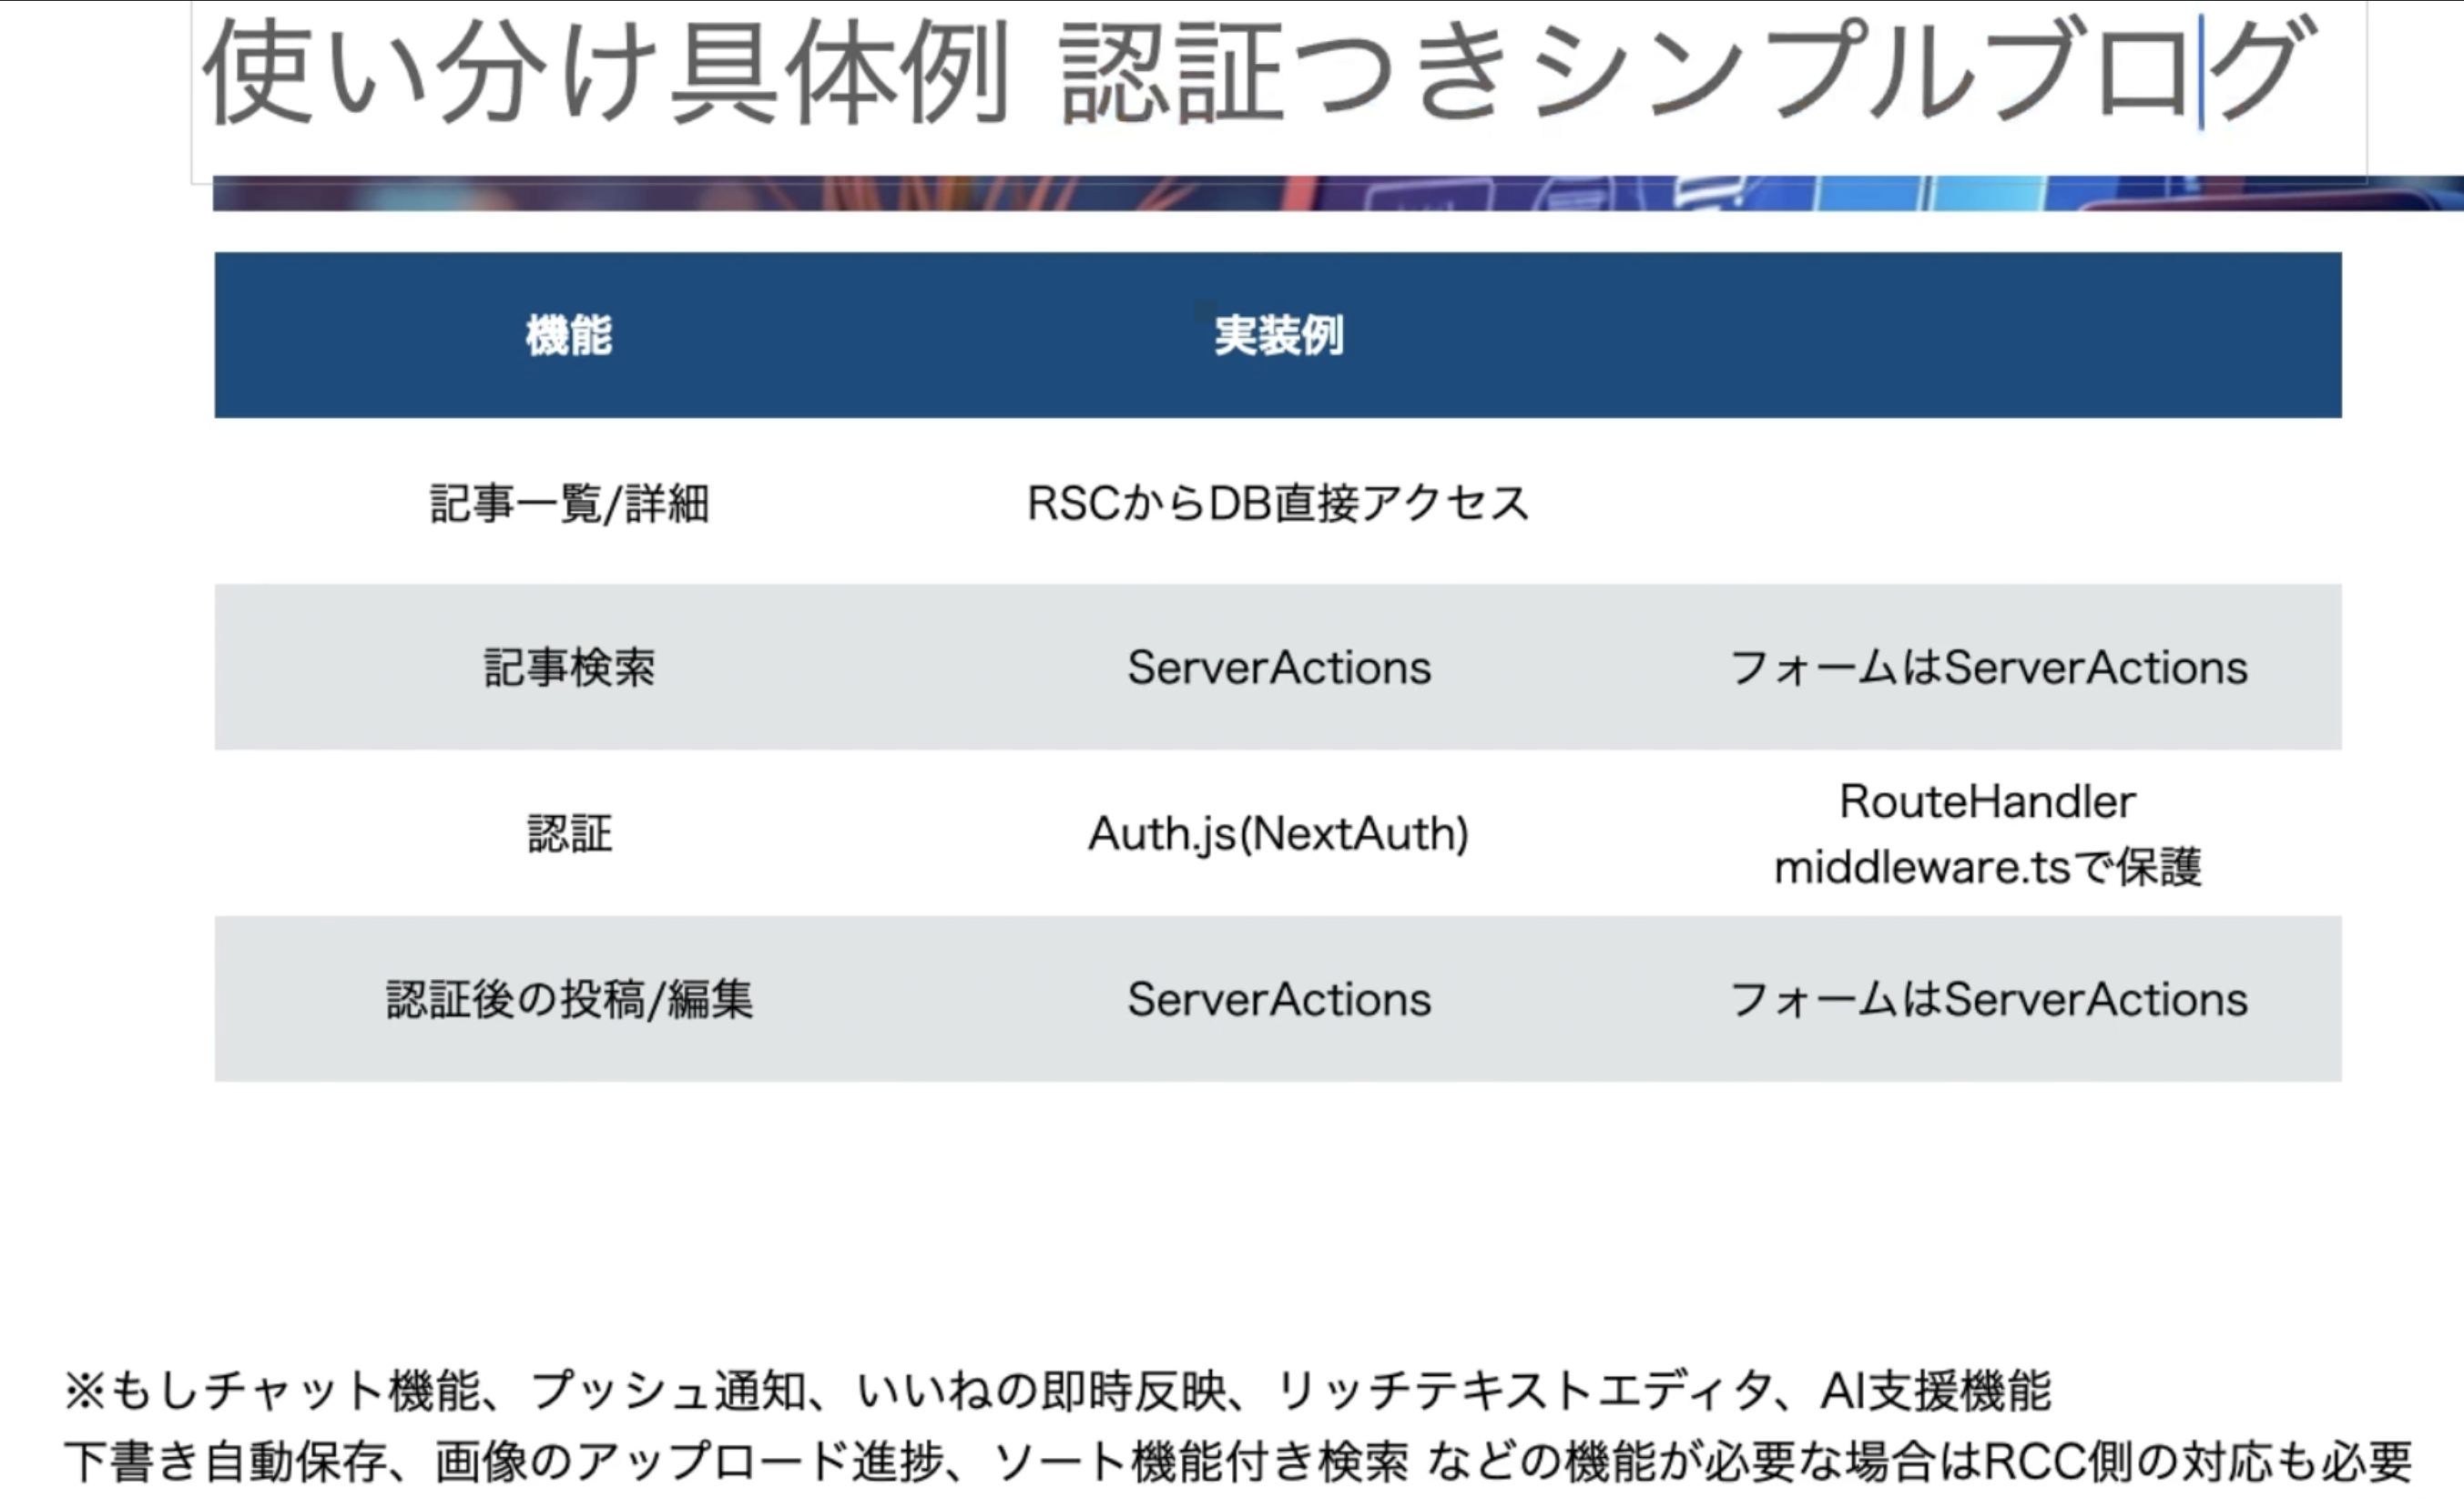 使い分け具体例 認証つきシンプルブログ
機能 実装例
記事一覧/詳細 RSCからDB直接アクセス
記事検索 ServerActions フォームはServerActions
認証 Auth.js(NextAuth) RouteHandler
middleware.tsで保護
認証後の投稿/編集 ServerActions フォームはServerActions
※もしチャット機能、プッシュ通知、いいねの即時反映、リッチテキストエディタ、AI支援機能
下書き自動保存、画像のアップロード進捗、ソート機能付き検索 などの機能が必要な場合はRCC側の対応も必要